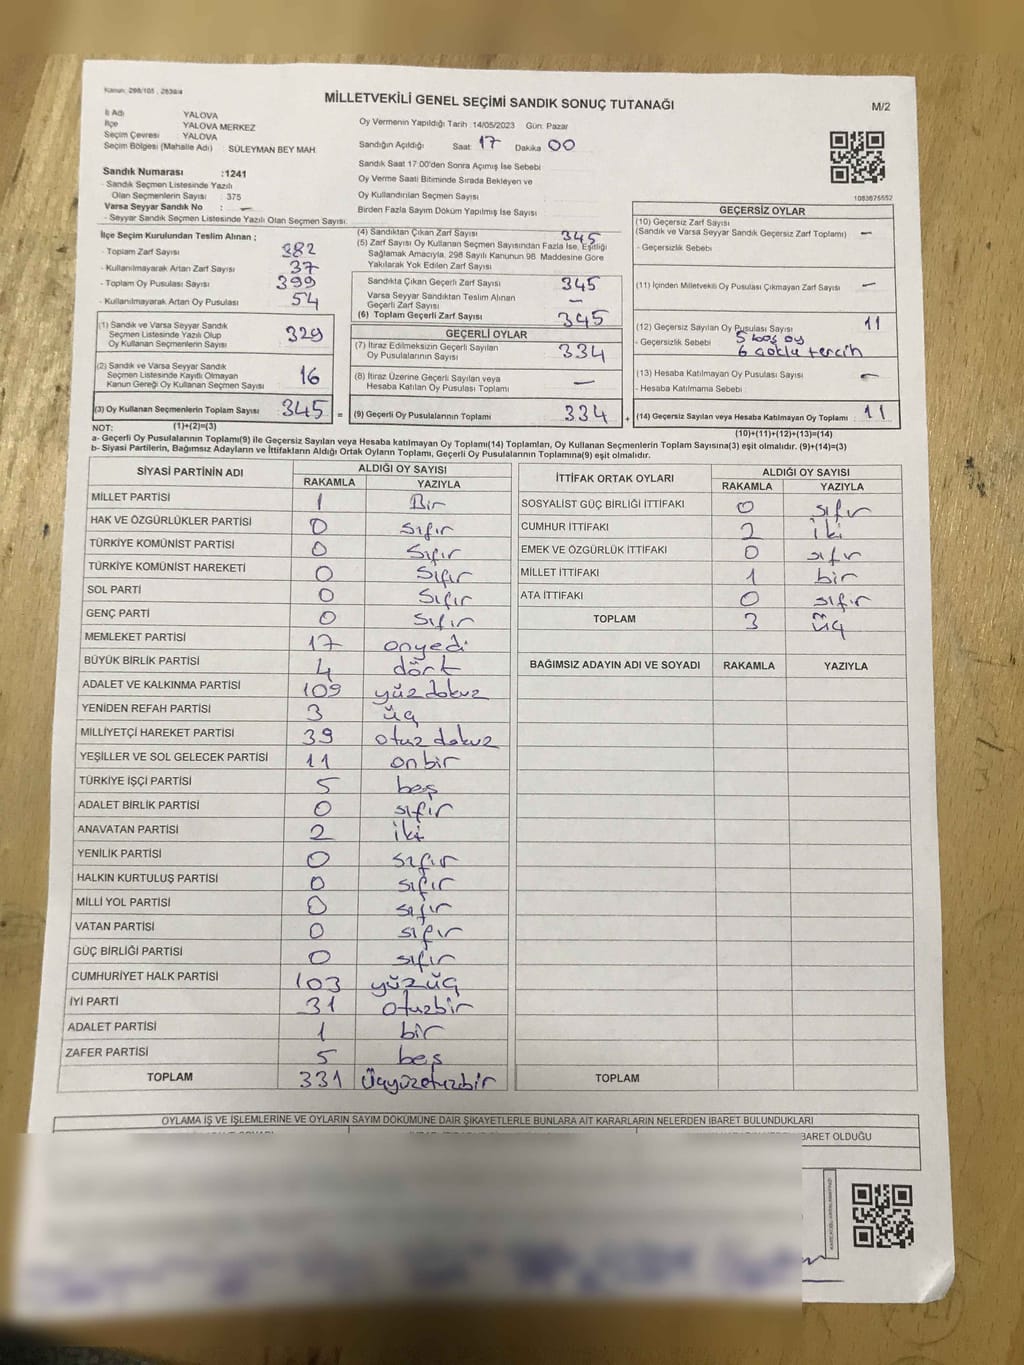 Kanun: 298/105 , 2839/4
MİLLETVEKİLİ GENEL SEÇİMİ SANDIK SONUÇ TUTANAĞI
M/2
İl Adı YALOVA
İlçe YALOVA MERKEZ
Seçim Çevresi YALOVA
Seçim Bölgesi (Mahalle Adı) SÜLEYMAN BEY MAH.
Sandık Numarası :1241
- Sandık Seçmen Listesinde Yazılı
Olan Seçmenlerin Sayısı : 375
Varsa Seyyar Sandık No : —
- Seyyar Sandık Seçmen Listesinde Yazılı Olan Seçmen Sayısı:
Oy Vermenin Yapıldığı Tarih :14/05/2023 Gün: Pazar
Sandığın Açıldığı Saat: 17 Dakika 00
Sandık Saat 17:00'den Sonra Açımış İse Sebebi
Oy Verme Saati Bitiminde Sırada Bekleyen ve
Oy Kullandırılan Seçmen Sayısı
Birden Fazla Sayım Döküm Yapılmış İse Sayısı
1083675552
İlçe Seçim Kurulundan Teslim Alınan ;
- Toplam Zarf Sayısı 382
- Kullanılmayarak Artan Zarf Sayısı 37
- Toplam Oy Pusulası Sayısı 399
- Kullanılmayarak Artan Oy Pusulası 54
(1) Sandık ve Varsa Seyyar Sandık
Seçmen Listesinde Yazılı Olup
Oy Kullanan Seçmenlerin Sayısı 329
(2) Sandık ve Varsa Seyyar Sandık
Seçmen Listesinde Kayıtlı Olmayan
Kanun Gereği Oy Kullanan Seçmen Sayısı 16
(3) Oy Kullanan Seçmenlerin Toplam Sayısı 345 =
(4) Sandıktan Çıkan Zarf Sayısı 345
(5) Zarf Sayısı Oy Kullanan Seçmen Sayısından Fazla İse, Eşitliği
Sağlamak Amacıyla, 298 Sayılı Kanunun 98. Maddesine Göre
Yakılarak Yok Edilen Zarf Sayısı
Sandıkta Çıkan Geçerli Zarf Sayısı 345
Varsa Seyyar Sandıktan Teslim Alınan
Geçerli Zarf Sayısı —
(6) Toplam Geçerli Zarf Sayısı 345
GEÇERLİ OYLAR
(7) İtiraz Edilmeksizin Geçerli Sayılan
Oy Pusulalarının Sayısı 334
(8) İtiraz Üzerine Geçerli Sayılan veya
Hesaba Katılan Oy Pusulası Toplamı —
(9) Geçerli Oy Pusulalarının Toplamı 334 +
GEÇERSİZ OYLAR
(10) Geçersiz Zarf Sayısı
(Sandık ve Varsa Seyyar Sandık Geçersiz Zarf Toplamı) —
- Geçersizlik Sebebi
(11) İçinden Milletvekili Oy Pusulası Çıkmayan Zarf Sayısı —
(12) Geçersiz Sayılan Oy Pusulası Sayısı 11
- Geçersizlik Sebebi 5 boş oy
6 çoklu tercih
(13) Hesaba Katılmayan Oy Pusulası Sayısı —
- Hesaba Katılmama Sebebi
(14) Geçersiz Sayılan veya Hesaba Katılmayan Oy Toplamı 11
NOT: (1)+(2)=(3)
(10)+(11)+(12)+(13)=(14)
a- Geçerli Oy Pusulalarının Toplamı(9) ile Geçersiz Sayılan veya Hesaba katılmayan Oy Toplamı(14) Toplamları, Oy Kullanan Seçmenlerin Toplam Sayısına(3) eşit olmalıdır. (9)+(14)=(3)
b- Siyasi Partilerin, Bağımsız Adayların ve İttifakların Aldığı Ortak Oyların Toplamı, Geçerli Oy Pusulalarının Toplamına(9) eşit olmalıdır.
SİYASİ PARTİNİN ADI ALDIĞI OY SAYISI
RAKAMLA YAZIYLA
MİLLET PARTİSİ 1 Bir
HAK VE ÖZGÜRLÜKLER PARTİSİ 0 sıfır
TÜRKİYE KOMÜNİST PARTİSİ 0 Sıfır
TÜRKİYE KOMÜNİST HAREKETİ 0 Sıfır
SOL PARTİ 0 Sıfır
GENÇ PARTİ 0 Sıfır
MEMLEKET PARTİSİ 17 onyedi
BÜYÜK BİRLİK PARTİSİ 4 dört
ADALET VE KALKINMA PARTİSİ 109 yüz dokuz
YENİDEN REFAH PARTİSİ 3 üç
MİLLİYETÇİ HAREKET PARTİSİ 39 otuz dokuz
YEŞİLLER VE SOL GELECEK PARTİSİ 11 onbir
TÜRKİYE İŞÇİ PARTİSİ 5 beş
ADALET BİRLİK PARTİSİ 0 sıfır
ANAVATAN PARTİSİ 2 iki
YENİLİK PARTİSİ 0 sıfır
HALKIN KURTULUŞ PARTİSİ 0 sıfır
MİLLİ YOL PARTİSİ 0 sıfır
VATAN PARTİSİ 0 sıfır
GÜÇ BİRLİĞİ PARTİSİ 0 sıfır
CUMHURİYET HALK PARTİSİ 103 yüzüç
İYİ PARTİ 31 otuzbir
ADALET PARTİSİ 1 bir
ZAFER PARTİSİ 5 beş
TOPLAM 331 Üçyüzotuzbir
İTTİFAK ORTAK OYLARI ALDIĞI OY SAYISI
RAKAMLA YAZIYLA
SOSYALİST GÜÇ BİRLİĞİ İTTİFAKI 0 sıfır
CUMHUR İTTİFAKI 2 iki
EMEK VE ÖZGÜRLÜK İTTİFAKI 0 sıfır
MİLLET İTTİFAKI 1 bir
ATA İTTİFAKI 0 sıfır
TOPLAM 3 üç
BAĞIMSIZ ADAYIN ADI VE SOYADI RAKAMLA YAZIYLA
TOPLAM
OYLAMA İŞ VE İŞLEMLERİNE VE OYLARIN SAYIM DÖKÜMÜNE DAİR ŞİKAYETLERLE BUNLARA AİT KARARLARIN NELERDEN İBARET BULUNDUKLARI
İBARET OLDUĞU